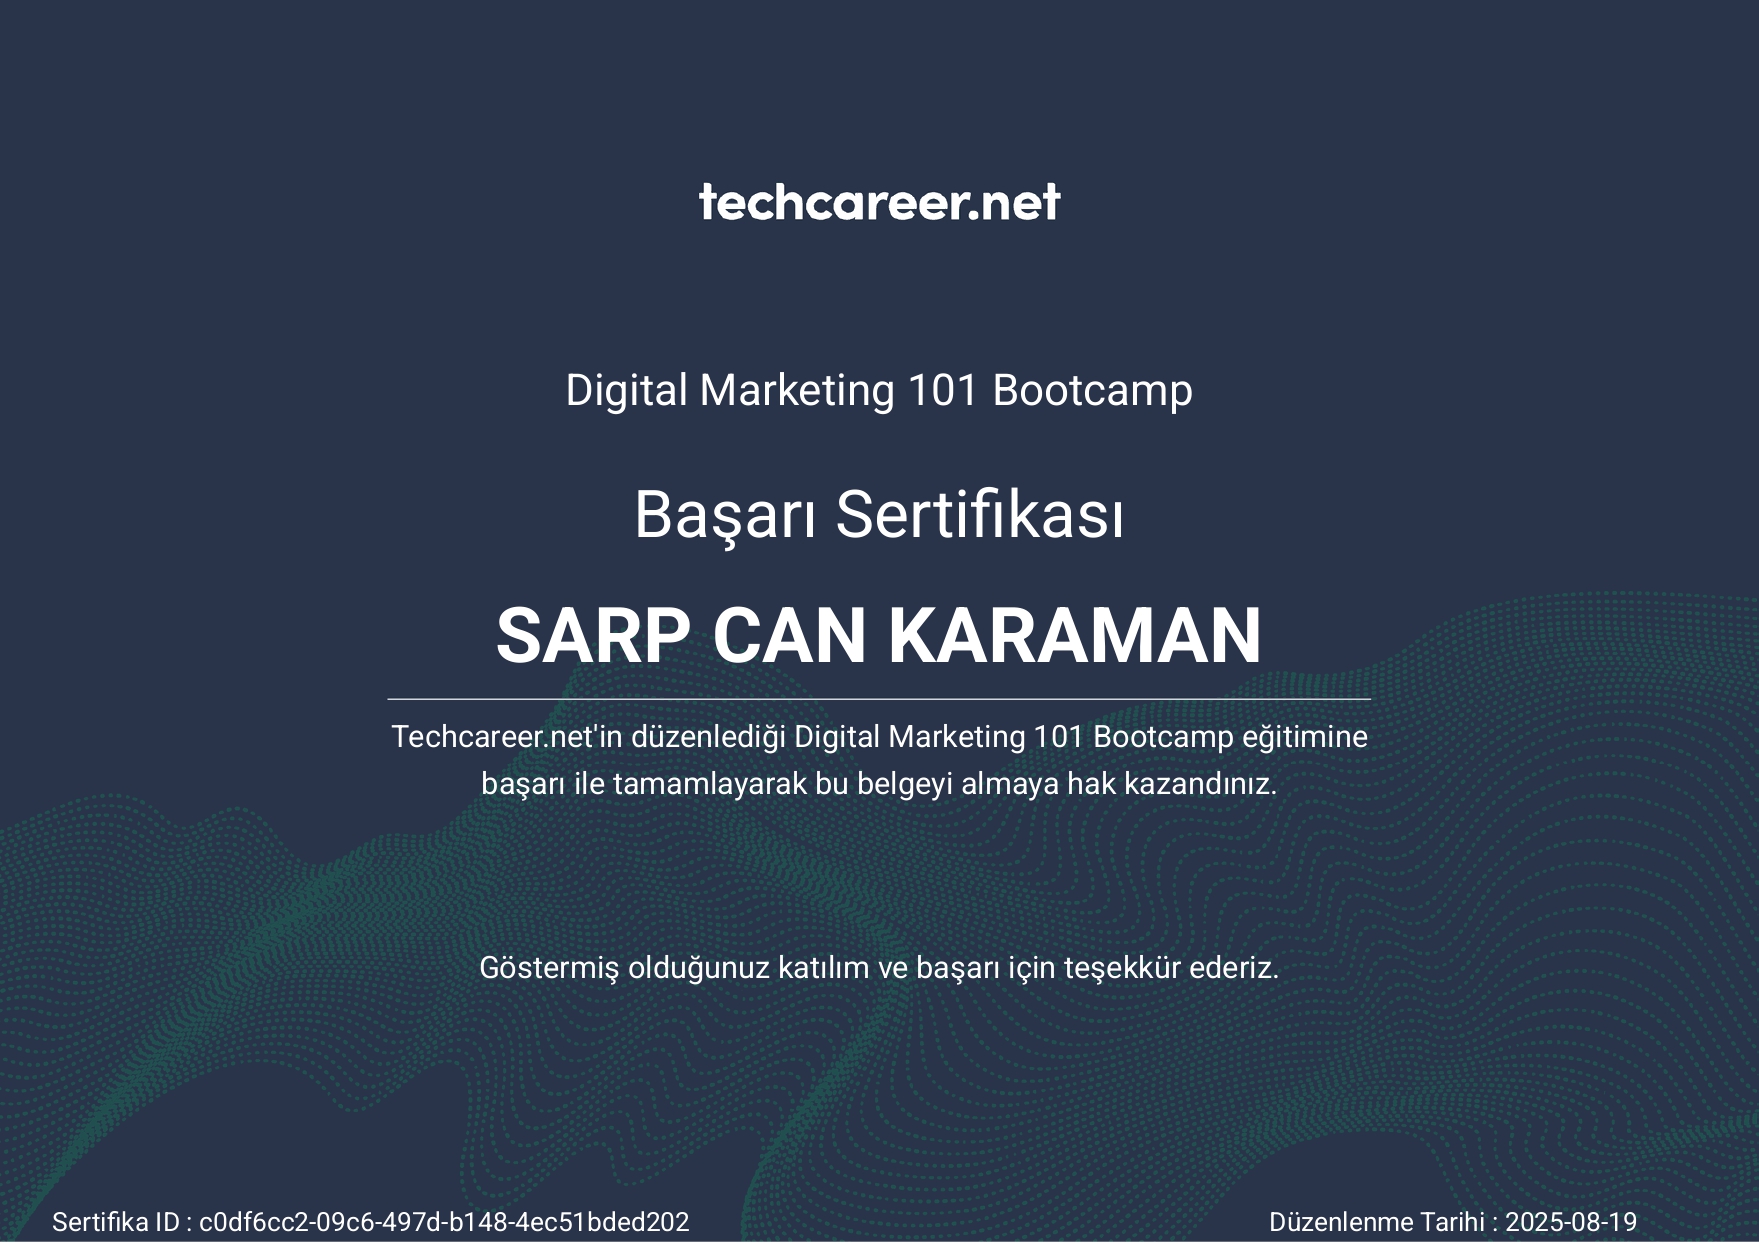 techcareer.net
Digital Marketing 101 Bootcamp
Başarı Sertifikası
SARP CAN KARAMAN
Techcareer.net'in düzenlediği Digital Marketing 101 Bootcamp eğitimine
başarı ile tamamlayarak bu belgeyi almaya hak kazandınız.
Göstermiş olduğunuz katılım ve başarı için teşekkür ederiz.
Sertifika ID : c0df6cc2-09c6-497d-b148-4ec51bded202
Düzenlenme Tarihi : 2025-08-19